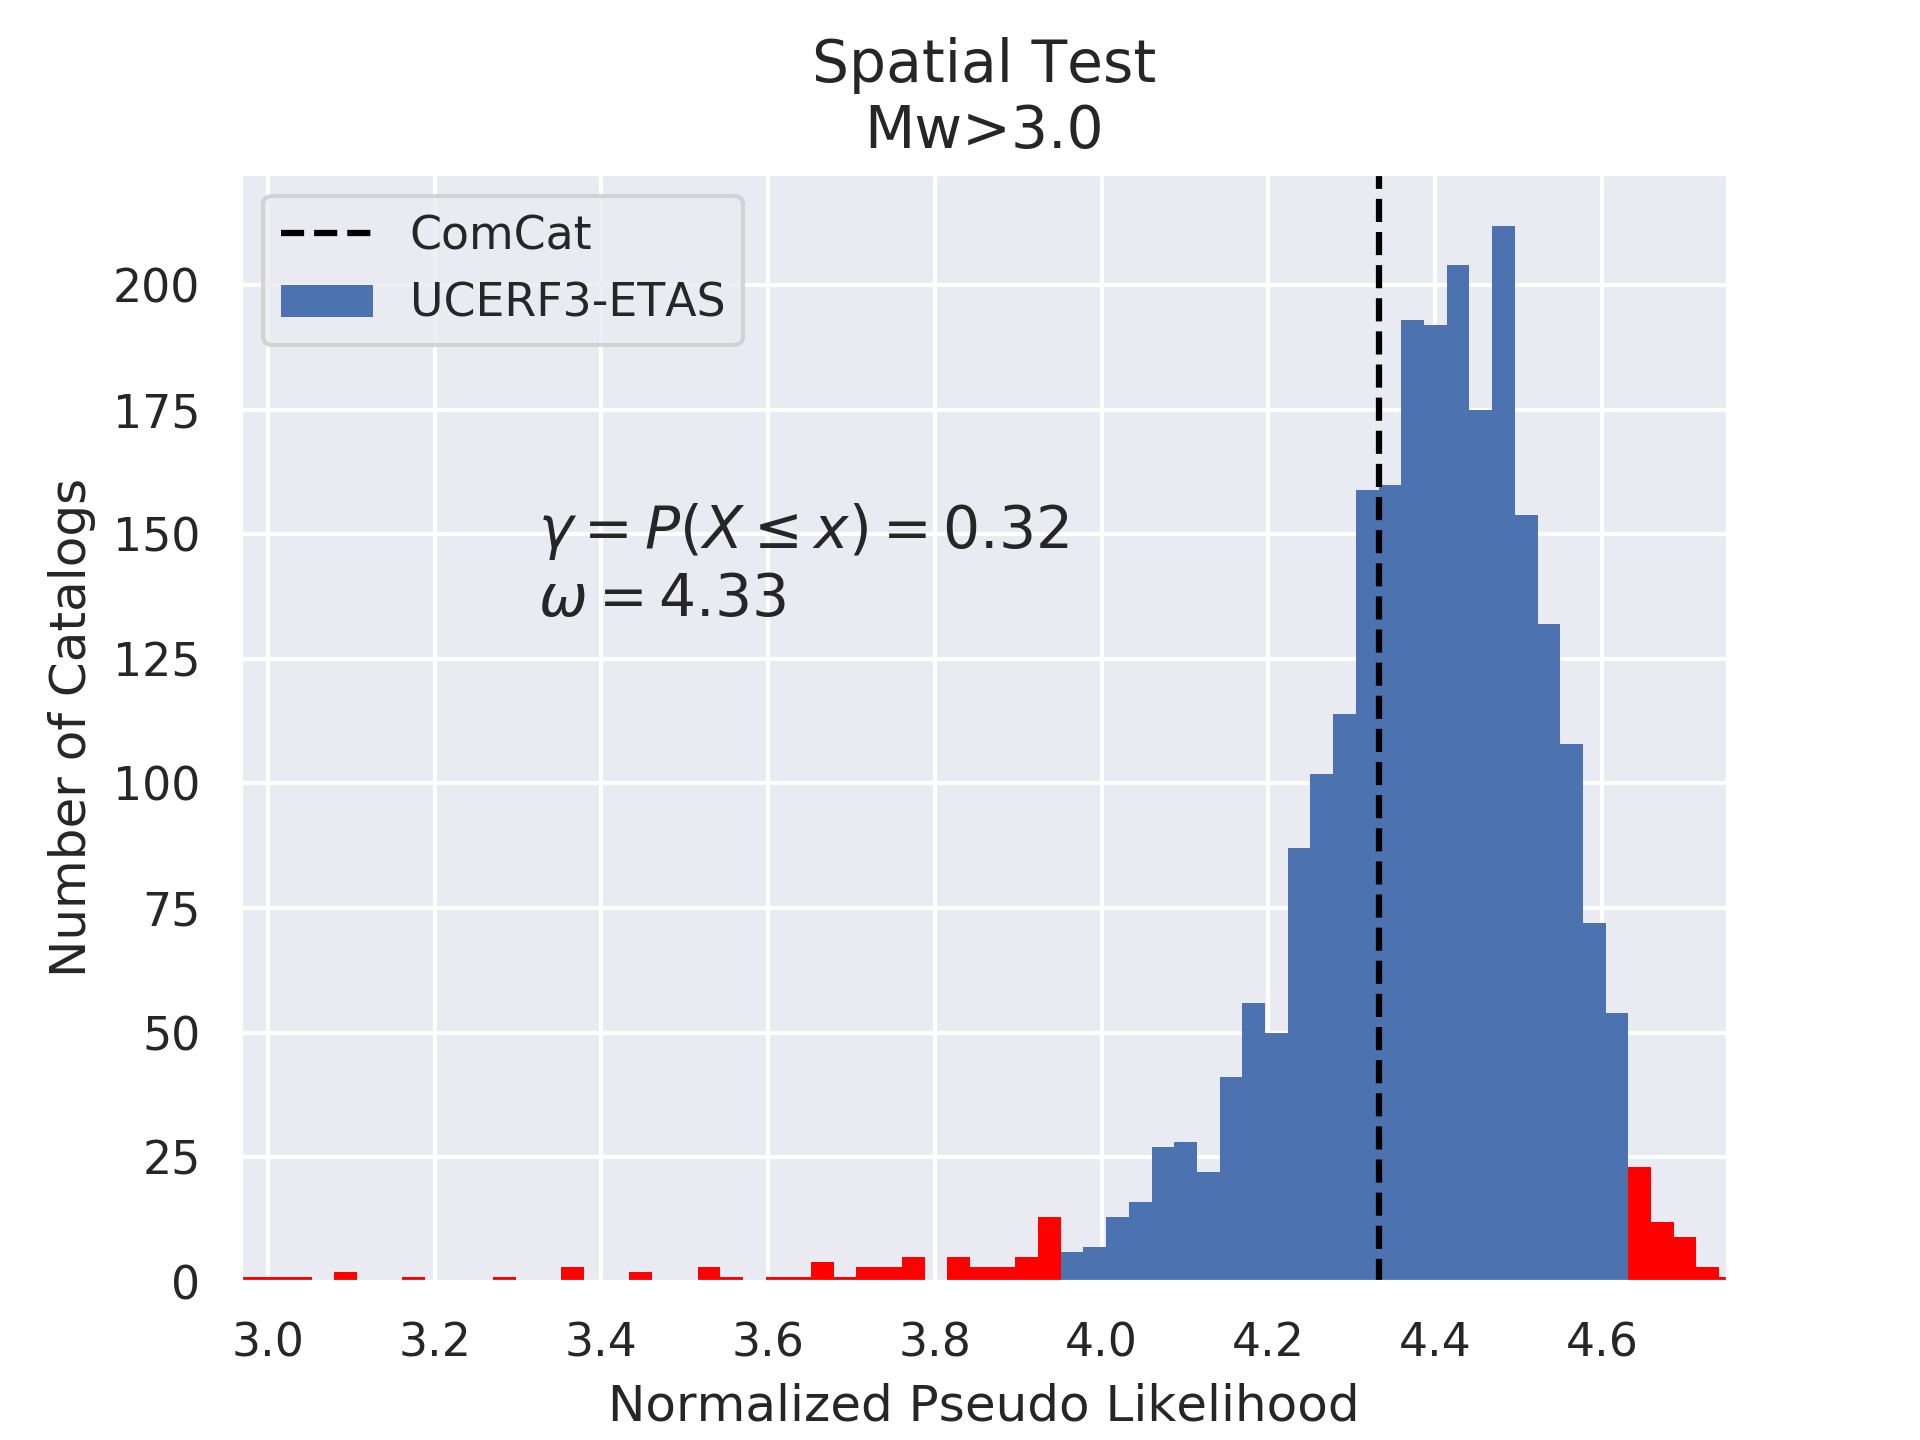 Spatial Test
Mw>3.0
ComCat
UCERF3-ETAS
γ = P(X ≤ x) = 0.32
ω = 4.33
Number of Catalogs
200
175
150
125
100
75
50
25
0
3.0 3.2 3.4 3.6 3.8 4.0 4.2 4.4 4.6
Normalized Pseudo Likelihood